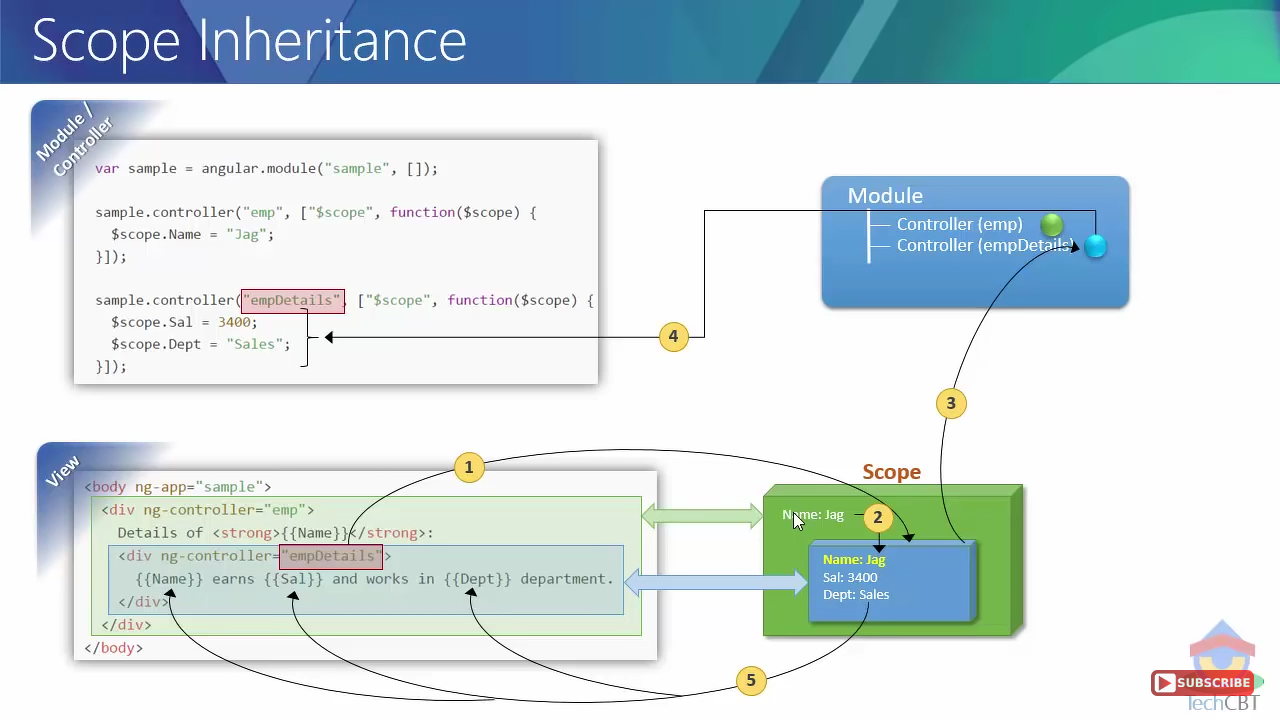 Scope Inheritance
Module /
Controller
var sample = angular.module("sample", []);
sample.controller("emp", ["$scope", function($scope) {
$scope.Name = "Jag";
}]);
sample.controller("empDetails", ["$scope", function($scope) {
$scope.Sal = 3400;
$scope.Dept = "Sales";
}]);
Module
Controller (emp)
Controller (empDetails)
4
3
View
1
<body ng-app="sample">
<div ng-controller="emp">
Details of <strong>{{Name}}</strong>:
<div ng-controller="empDetails">
{{Name}} earns {{Sal}} and works in {{Dept}} department.
</div>
</div>
</body>
Scope
Name: Jag
2
Name: Jag
Sal: 3400
Dept: Sales
5
SUBSCRIBE
TechCBT